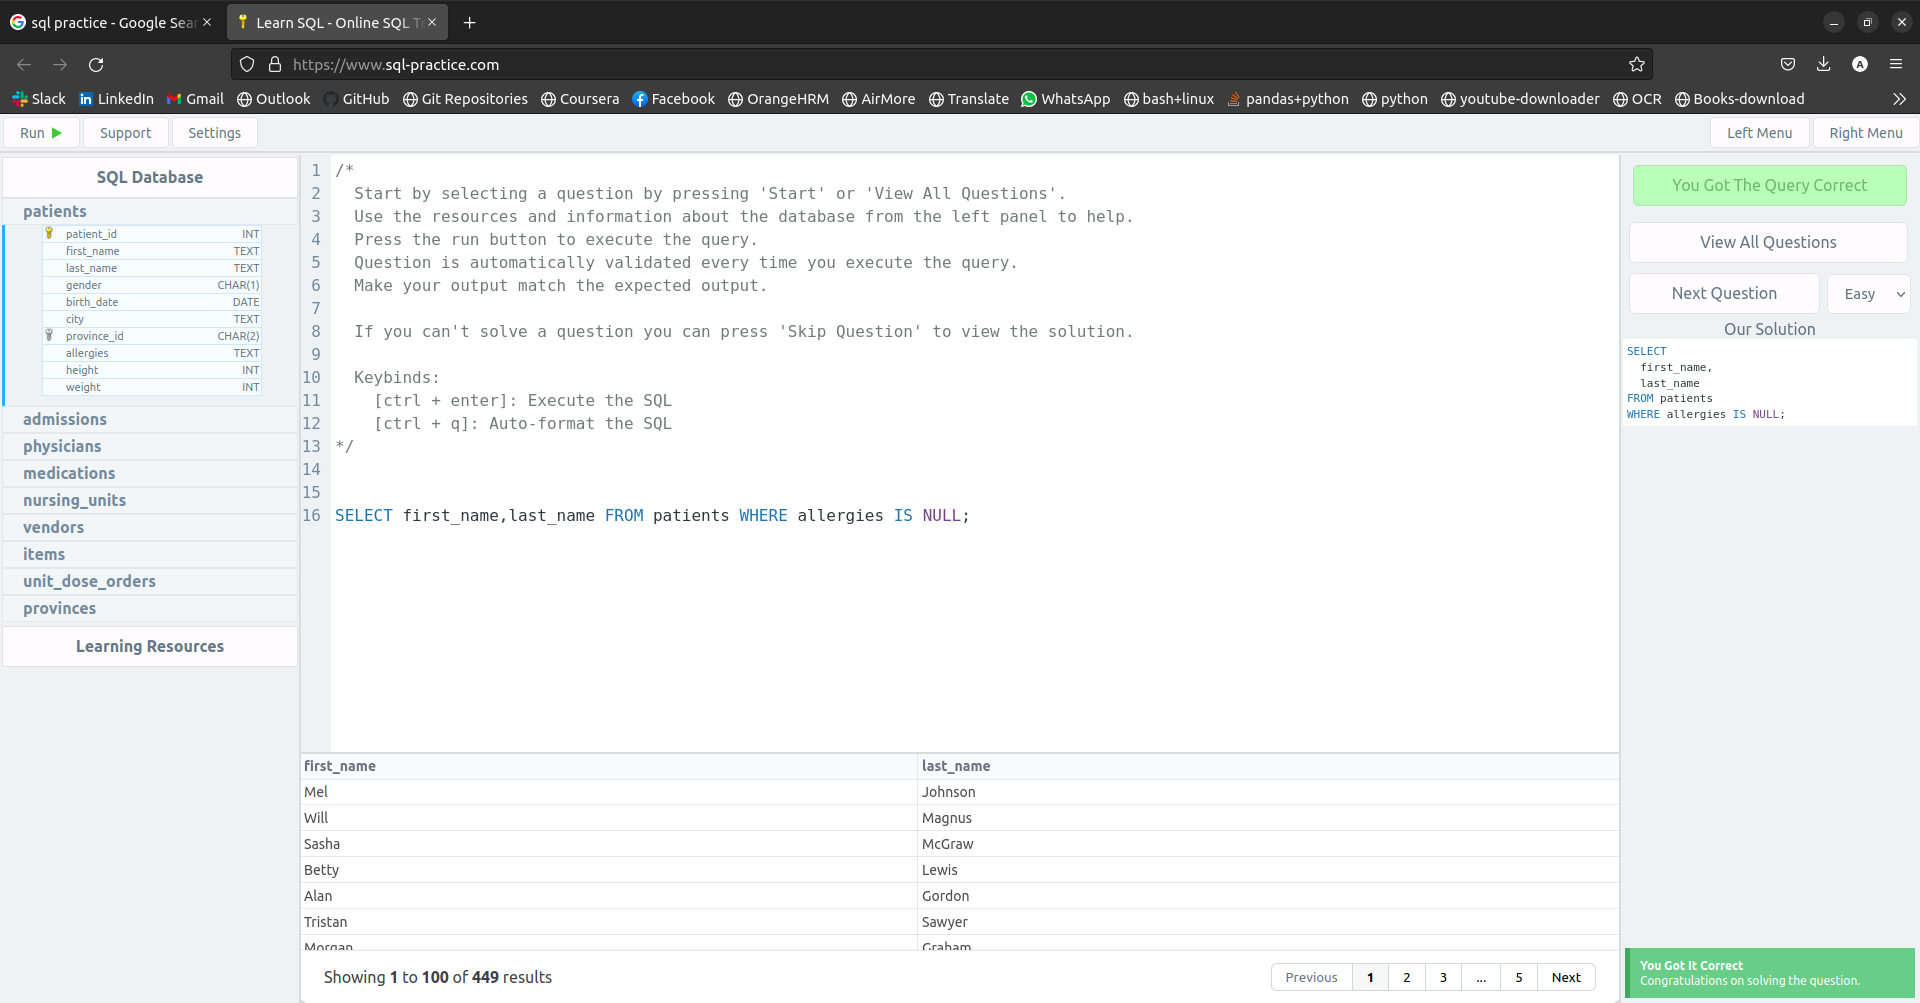 sql practice - Google Sear
Learn SQL - Online SQL Te
https://www.sql-practice.com
Slack LinkedIn Gmail Outlook GitHub Git Repositories Coursera Facebook OrangeHRM AirMore Translate WhatsApp bash+linux pandas+python python youtube-downloader OCR Books-download
Run Support Settings Left Menu Right Menu
SQL Database
patients
patient_id INT
first_name TEXT
last_name TEXT
gender CHAR(1)
birth_date DATE
city TEXT
province_id CHAR(2)
allergies TEXT
height INT
weight INT
admissions
physicians
medications
nursing_units
vendors
items
unit_dose_orders
provinces
Learning Resources
1 /*
2 Start by selecting a question by pressing 'Start' or 'View All Questions'.
3 Use the resources and information about the database from the left panel to help.
4 Press the run button to execute the query.
5 Question is automatically validated every time you execute the query.
6 Make your output match the expected output.
7
8 If you can't solve a question you can press 'Skip Question' to view the solution.
9
10 Keybinds:
11 [ctrl + enter]: Execute the SQL
12 [ctrl + q]: Auto-format the SQL
13 */
14
15
16 SELECT first_name,last_name FROM patients WHERE allergies IS NULL;
first_name last_name
Mel Johnson
Will Magnus
Sasha McGraw
Betty Lewis
Alan Gordon
Tristan Sawyer
Morgan Graham
Showing 1 to 100 of 449 results
Previous 1 2 3 ... 5 Next
You Got The Query Correct
View All Questions
Next Question Easy
Our Solution
SELECT
first_name,
last_name
FROM patients
WHERE allergies IS NULL;
You Got It Correct
Congratulations on solving the question.